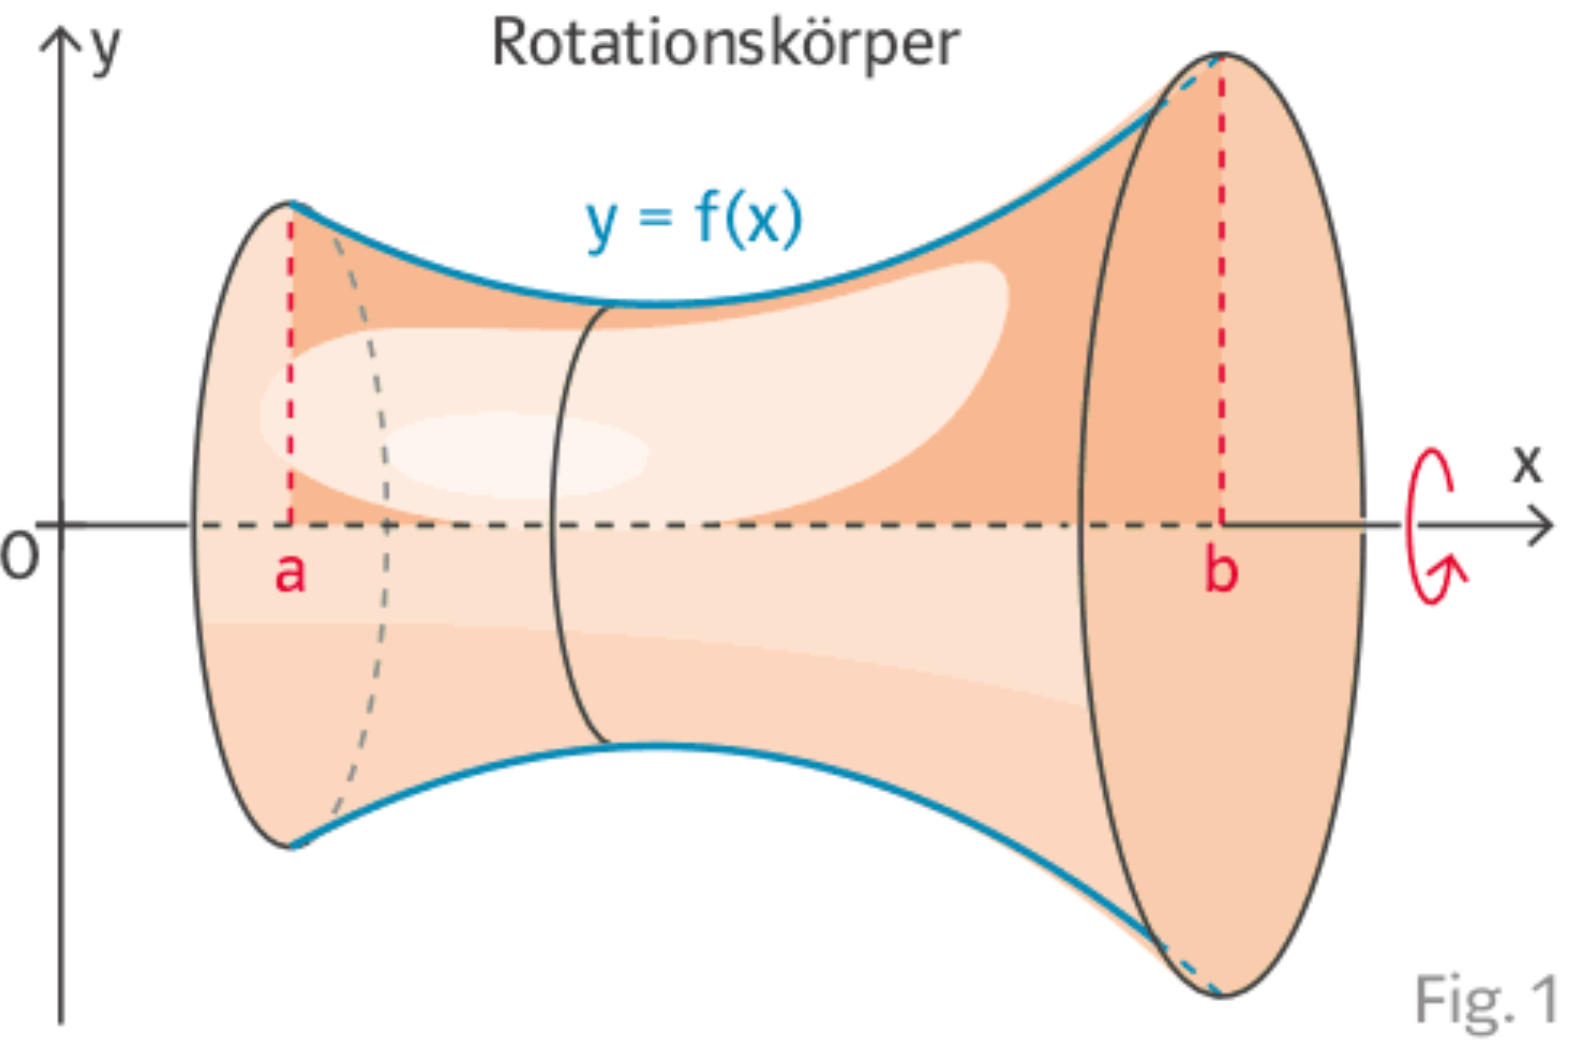 Rotationskörper
y
y = f(x)
x
O
a
b
Fig. 1